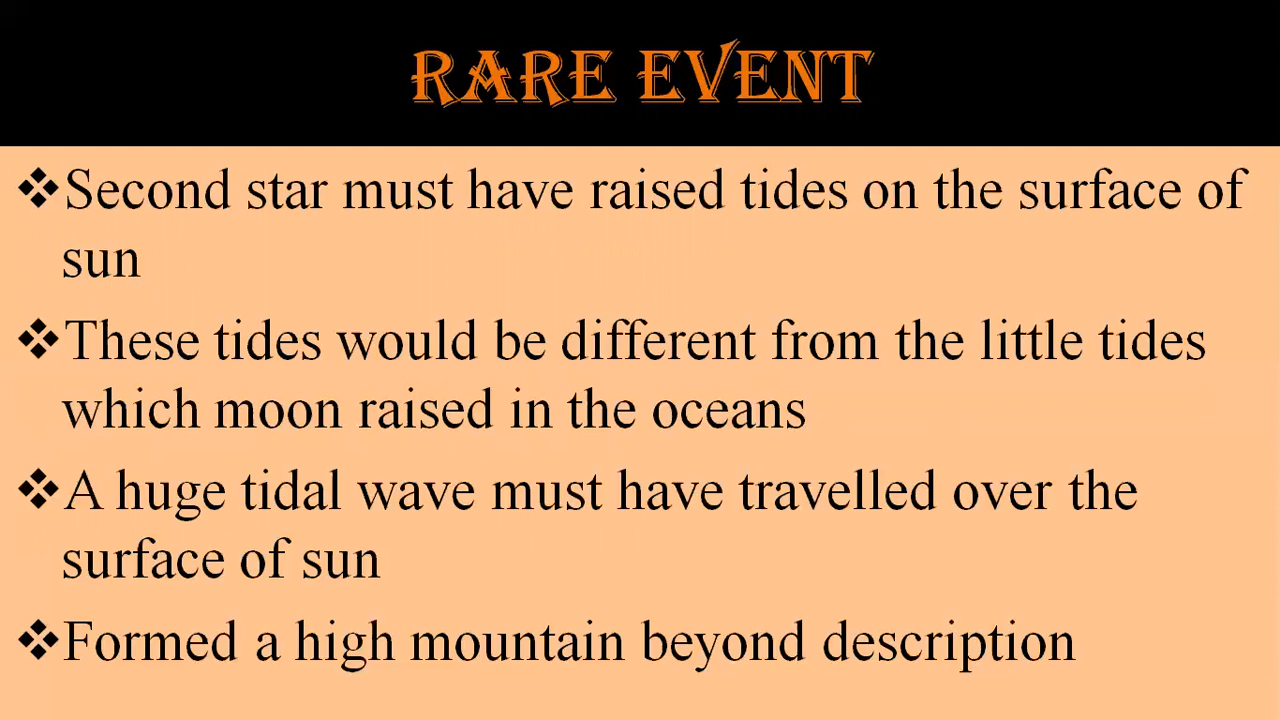 RARE EVENT
❖Second star must have raised tides on the surface of
sun
❖These tides would be different from the little tides
which moon raised in the oceans
❖A huge tidal wave must have travelled over the
surface of sun
❖Formed a high mountain beyond description